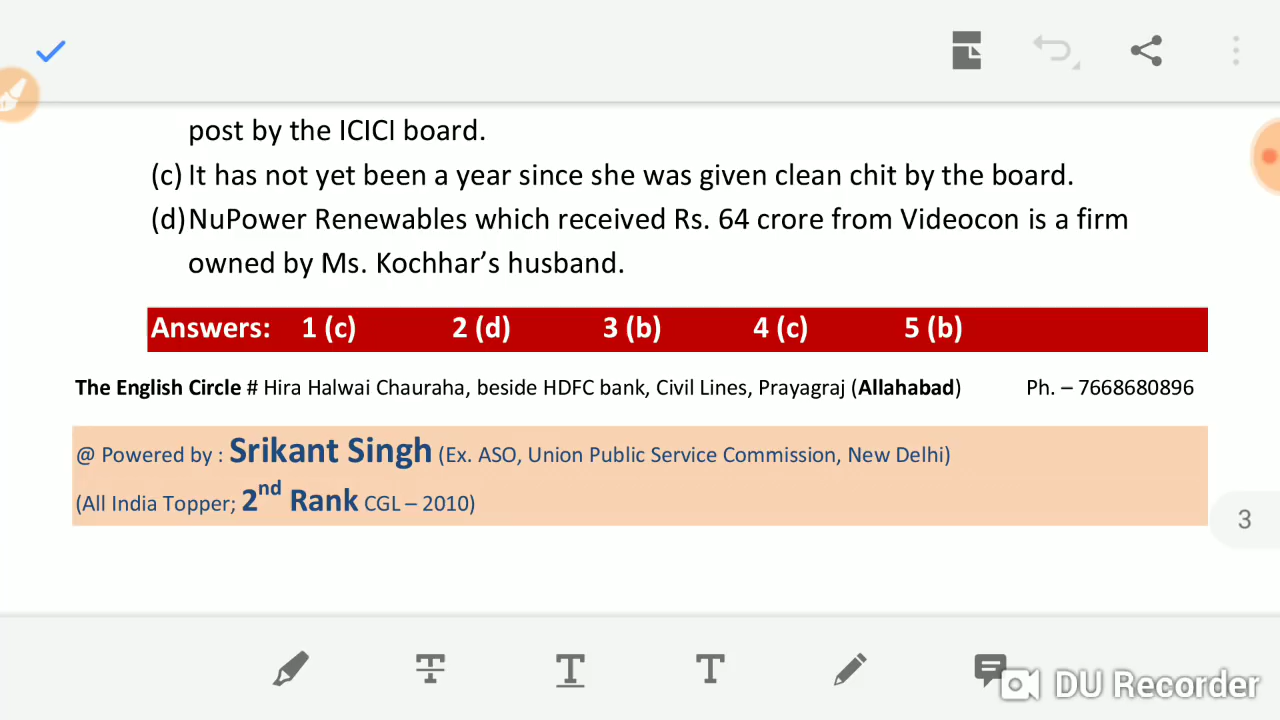 post by the ICICI board.
(c) It has not yet been a year since she was given clean chit by the board.
(d) NuPower Renewables which received Rs. 64 crore from Videocon is a firm
owned by Ms. Kochhar’s husband.
Answers: 1 (c) 2 (d) 3 (b) 4 (c) 5 (b)
The English Circle # Hira Halwai Chauraha, beside HDFC bank, Civil Lines, Prayagraj (Allahabad) Ph. – 7668680896
@ Powered by : Srikant Singh (Ex. ASO, Union Public Service Commission, New Delhi)
(All India Topper; 2nd Rank CGL – 2010)
3
T T T
DU Recorder